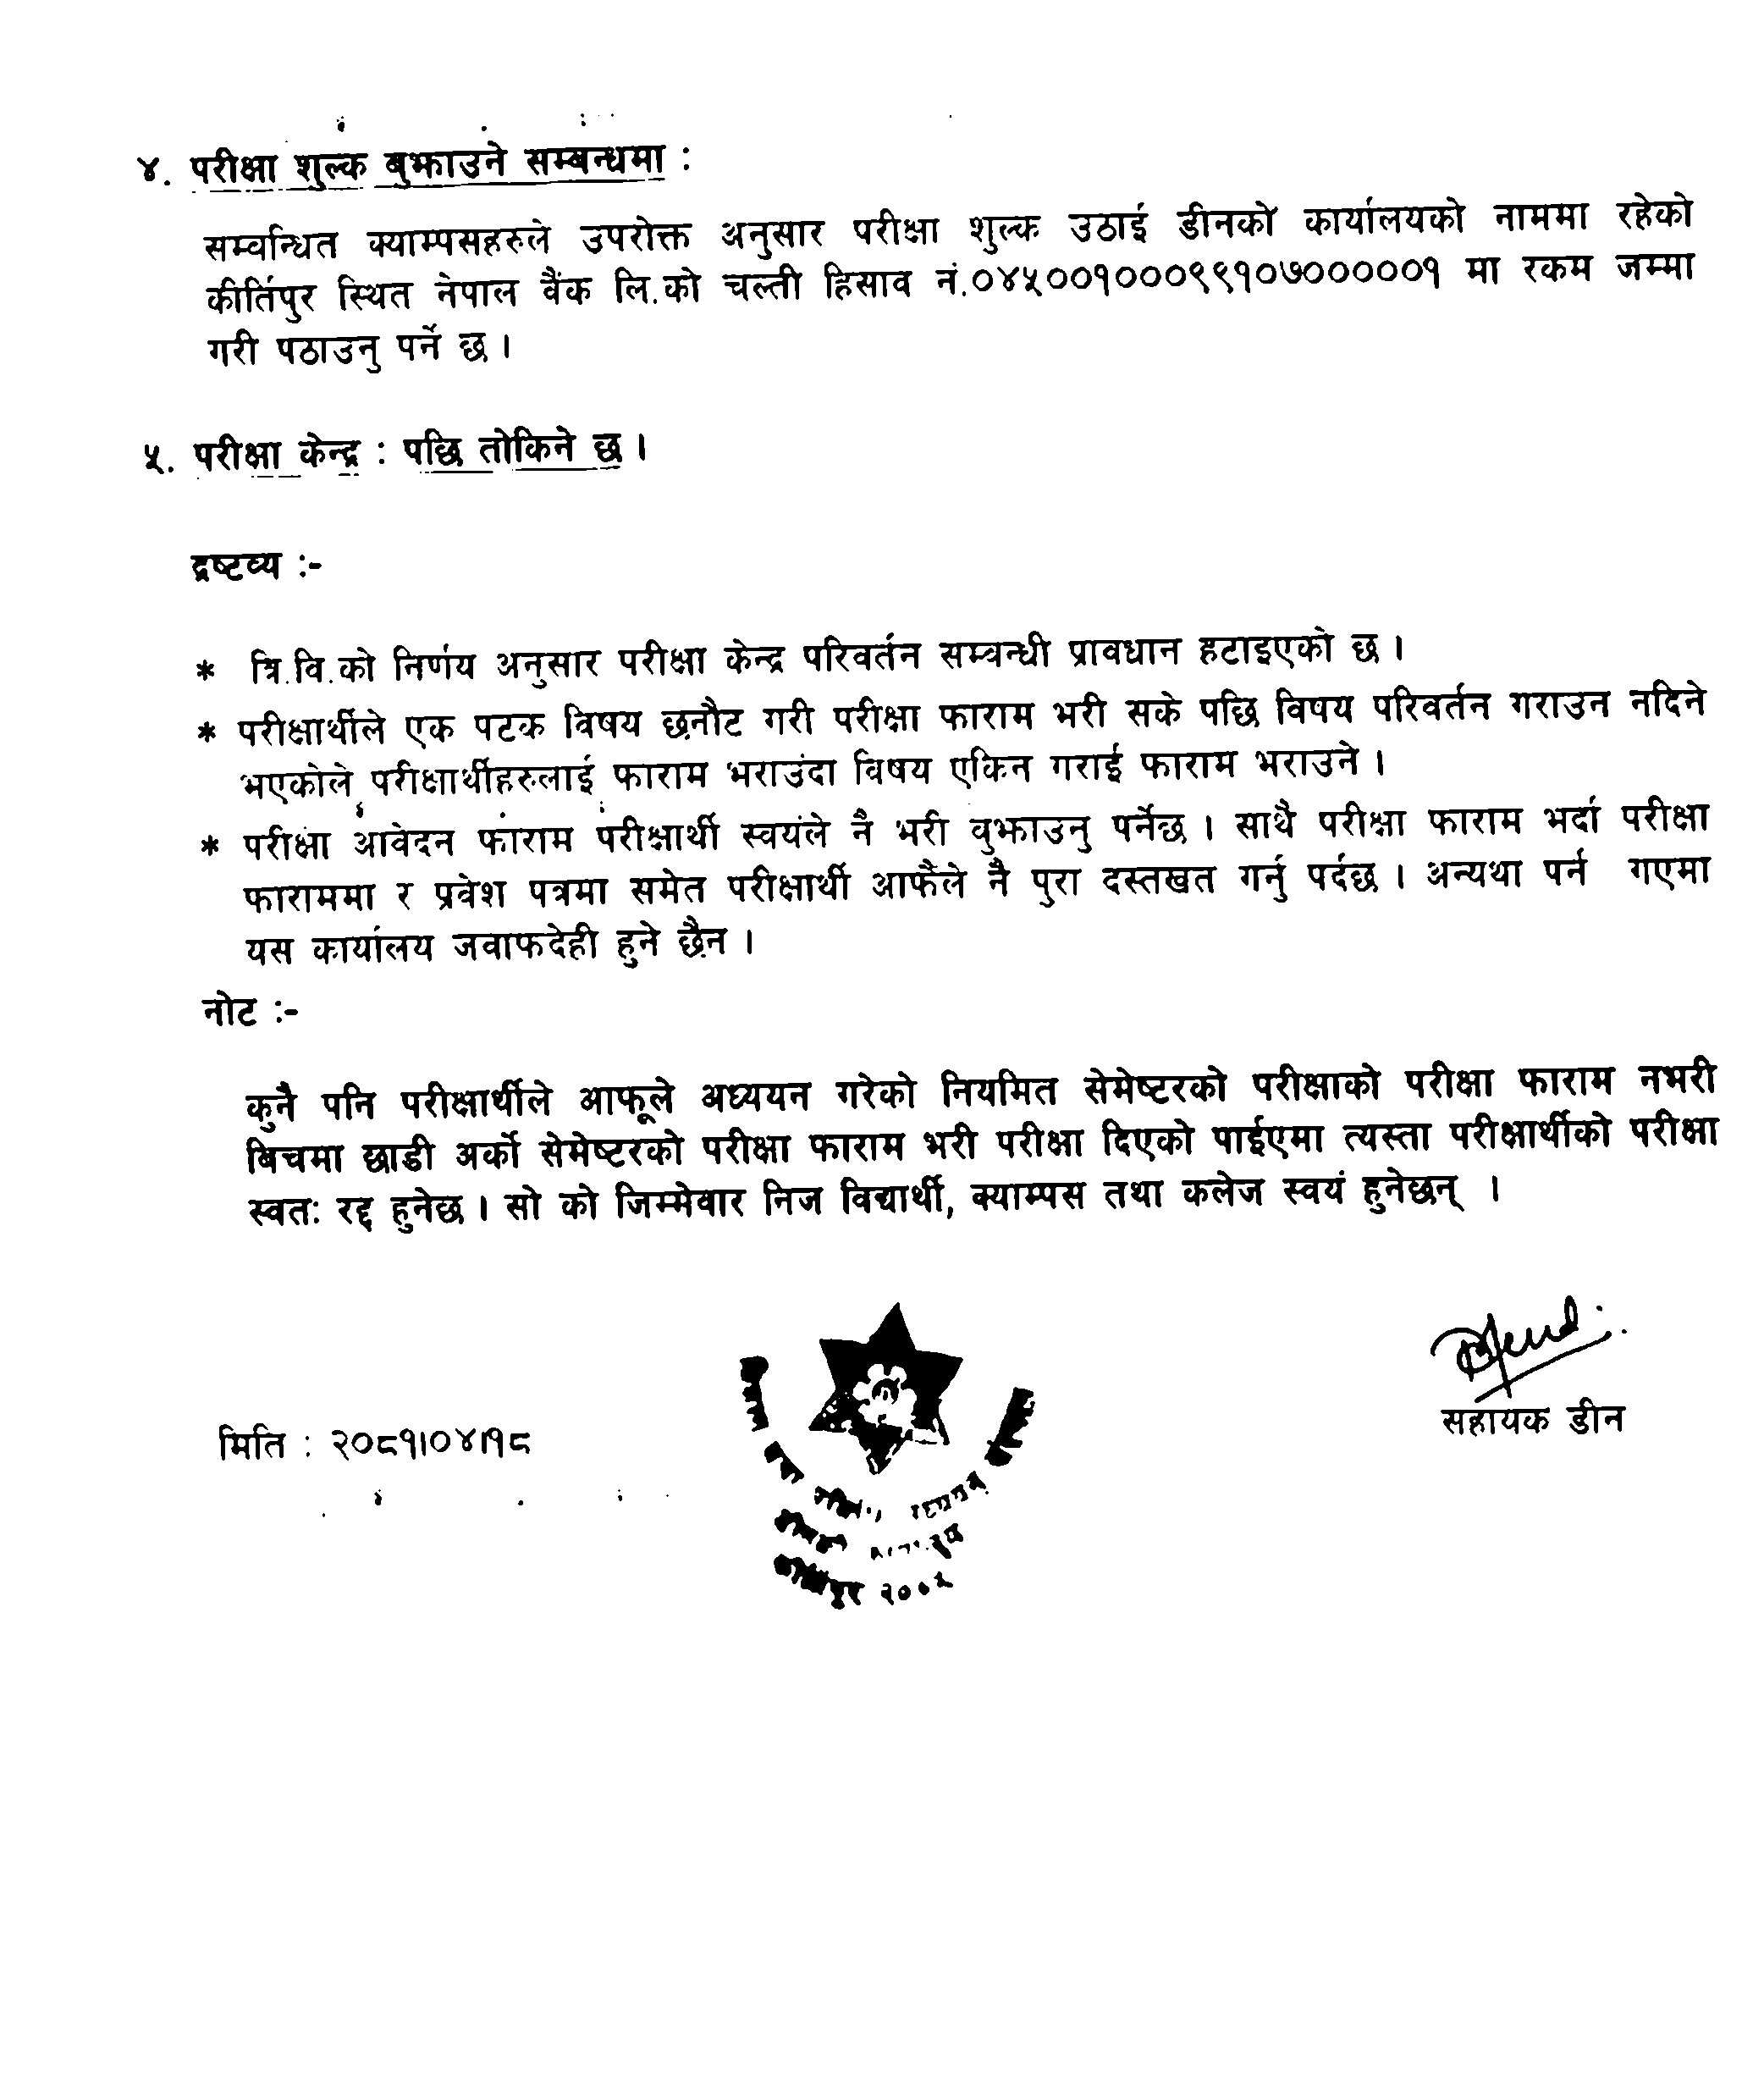 ४. परीक्षा शुल्क बुझाउने सम्बन्धमा :
सम्वन्धित क्याम्पसहरुले उपरोक्त अनुसार परीक्षा शुल्क उठाई डीनको कार्यालयको नाममा रहेको
कीर्तिपुर स्थित नेपाल वैंक लि.को चल्ती हिसाव नं.०४५००१०००९९१०७००००००१ मा रकम जम्मा
गरी पठाउनु पर्ने छ ।
५. परीक्षा केन्द्र : पछि तोकिने छ ।
द्रष्टव्य :-
* त्रि.वि.को निर्णय अनुसार परीक्षा केन्द्र परिवर्तन सम्वन्धी प्रावधान हटाइएको छ ।
* परीक्षार्थीले एक पटक विषय छनौट गरी परीक्षा फाराम भरी सके पछि विषय परिवर्तन गराउन नदिने
भएकोले परीक्षार्थीहरुलाई फाराम भराउंदा विषय एकिन गराई फाराम भराउने ।
* परीक्षा आवेदन फाराम परीक्षार्थी स्वयंले नै भरी वुझाउनु पर्नेछ । साथै परीक्षा फाराम भर्दा परीक्षा
फाराममा र प्रवेश पत्रमा समेत परीक्षार्थी आफैंले नै पुरा दस्तखत गर्नु पर्दछ । अन्यथा पर्न गएमा
यस कार्यालय जवाफदेही हुने छैन ।
नोट :-
कुनै पनि परीक्षार्थीले आफूले अध्ययन गरेको नियमित सेमेष्टरको परीक्षाको परीक्षा फाराम नभरी
बिचमा छाडी अर्को सेमेष्टरको परीक्षा फाराम भरी परीक्षा दिएको पाईएमा त्यस्ता परीक्षार्थीको परीक्षा
स्वतः रद्द हुनेछ । सो को जिम्मेवार निज विद्यार्थी, क्याम्पस तथा कलेज स्वयं हुनेछन् ।
सहायक डीन
मिति : २०८१।०४।१८